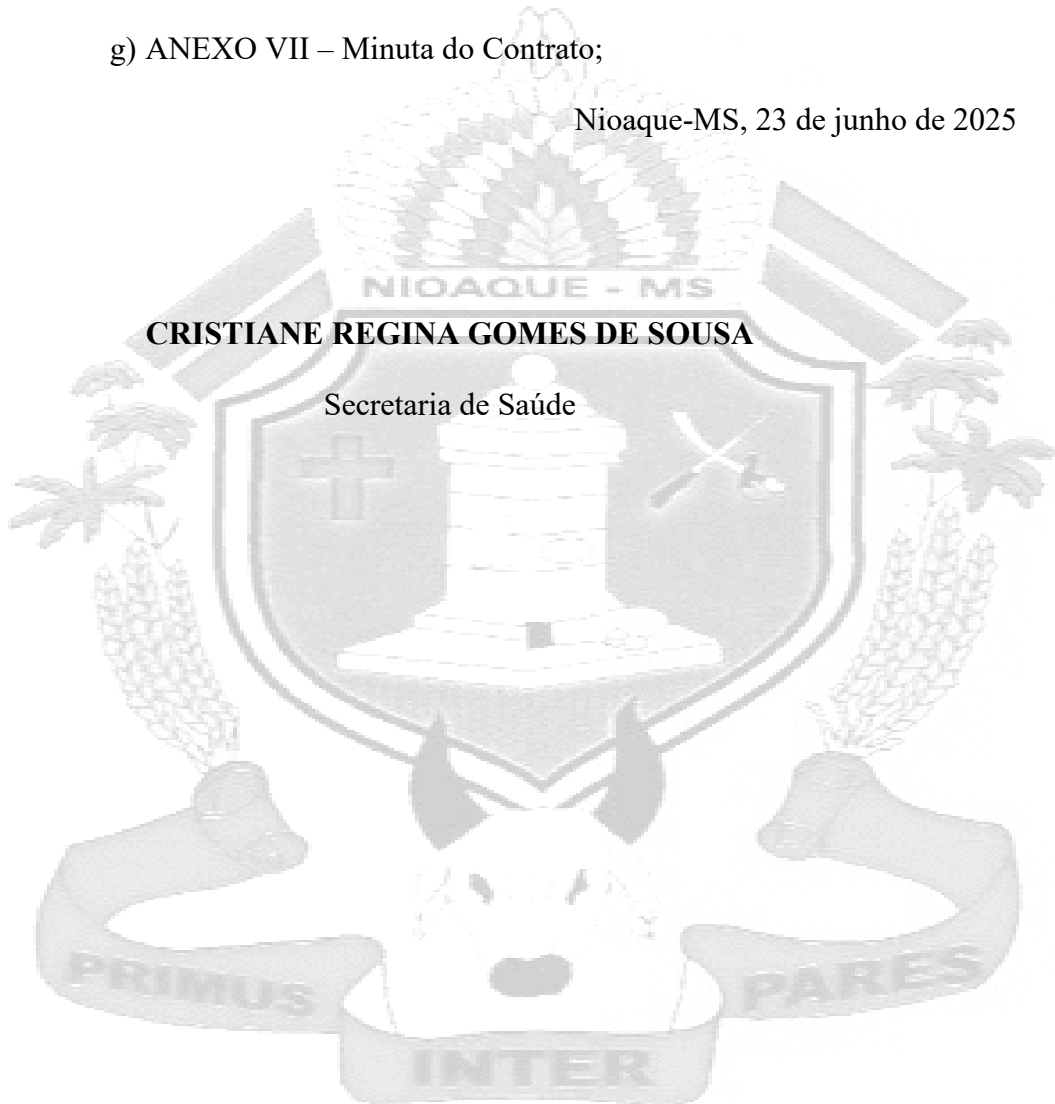 g) ANEXO VII – Minuta do Contrato;
Nioaque-MS, 23 de junho de 2025
NIOAQUE - MS
CRISTIANE REGINA GOMES DE SOUSA
Secretaria de Saúde
PRIMUS
INTER
PARES